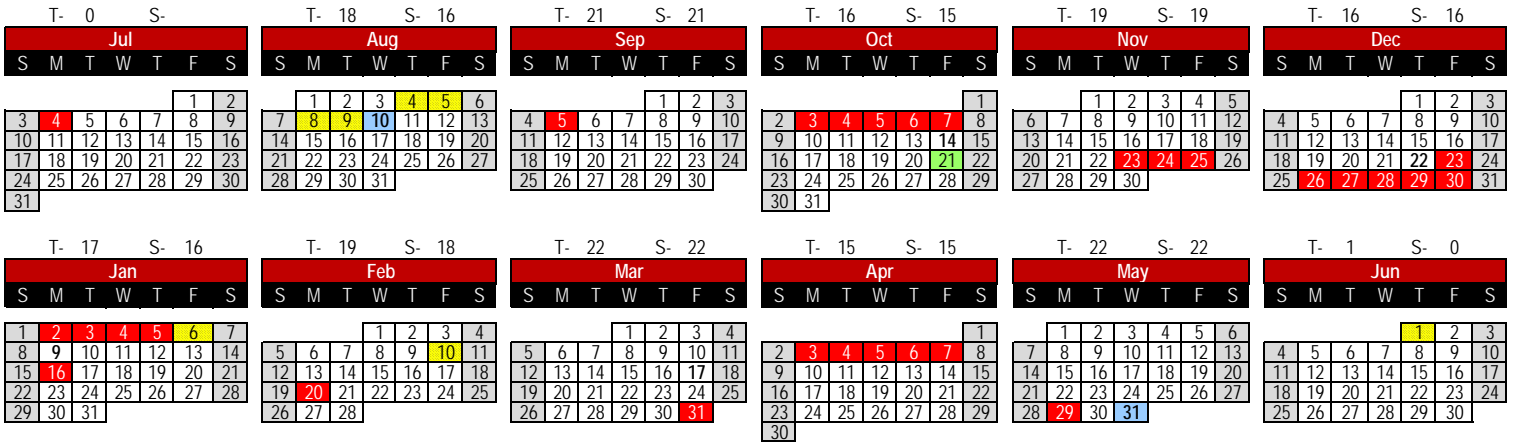 T- 0 S- T- 18 S- 16 T- 21 S- 21 T- 16 S- 15 T- 19 S- 19 T- 16 S- 16
Jul Aug Sep Oct Nov Dec
S M T W T F S S M T W T F S S M T W T F S S M T W T F S S M T W T F S S M T W T F S
1 2 1 2 3 4 5 6 1 2 3 1 1 2 3 4 5 1 2 3
3 4 5 6 7 8 9 7 8 9 10 11 12 13 4 5 6 7 8 9 10 2 3 4 5 6 7 8 6 7 8 9 10 11 12 4 5 6 7 8 9 10
10 11 12 13 14 15 16 14 15 16 17 18 19 20 11 12 13 14 15 16 17 9 10 11 12 13 14 15 13 14 15 16 17 18 19 11 12 13 14 15 16 17
17 18 19 20 21 22 23 21 22 23 24 25 26 27 18 19 20 21 22 23 24 16 17 18 19 20 21 22 20 21 22 23 24 25 26 18 19 20 21 22 23 24
24 25 26 27 28 29 30 28 29 30 31 25 26 27 28 29 30 23 24 25 26 27 28 29 27 28 29 30 25 26 27 28 29 30 31
31 30 31
T- 17 S- 16 T- 19 S- 18 T- 22 S- 22 T- 15 S- 15 T- 22 S- 22 T- 1 S- 0
Jan Feb Mar Apr May Jun
S M T W T F S S M T W T F S S M T W T F S S M T W T F S S M T W T F S S M T W T F S
1 2 3 4 5 6 7 1 2 3 4 1 2 3 4 1 1 2 3 4 5 6 1 2 3
8 9 10 11 12 13 14 5 6 7 8 9 10 11 5 6 7 8 9 10 11 2 3 4 5 6 7 8 7 8 9 10 11 12 13 4 5 6 7 8 9 10
15 16 17 18 19 20 21 12 13 14 15 16 17 18 12 13 14 15 16 17 18 9 10 11 12 13 14 15 14 15 16 17 18 19 20 11 12 13 14 15 16 17
22 23 24 25 26 27 28 19 20 21 22 23 24 25 19 20 21 22 23 24 25 16 17 18 19 20 21 22 21 22 23 24 25 26 27 18 19 20 21 22 23 24
29 30 31 26 27 28 26 27 28 29 30 31 23 24 25 26 27 28 29 28 29 30 31 25 26 27 28 29 30
30